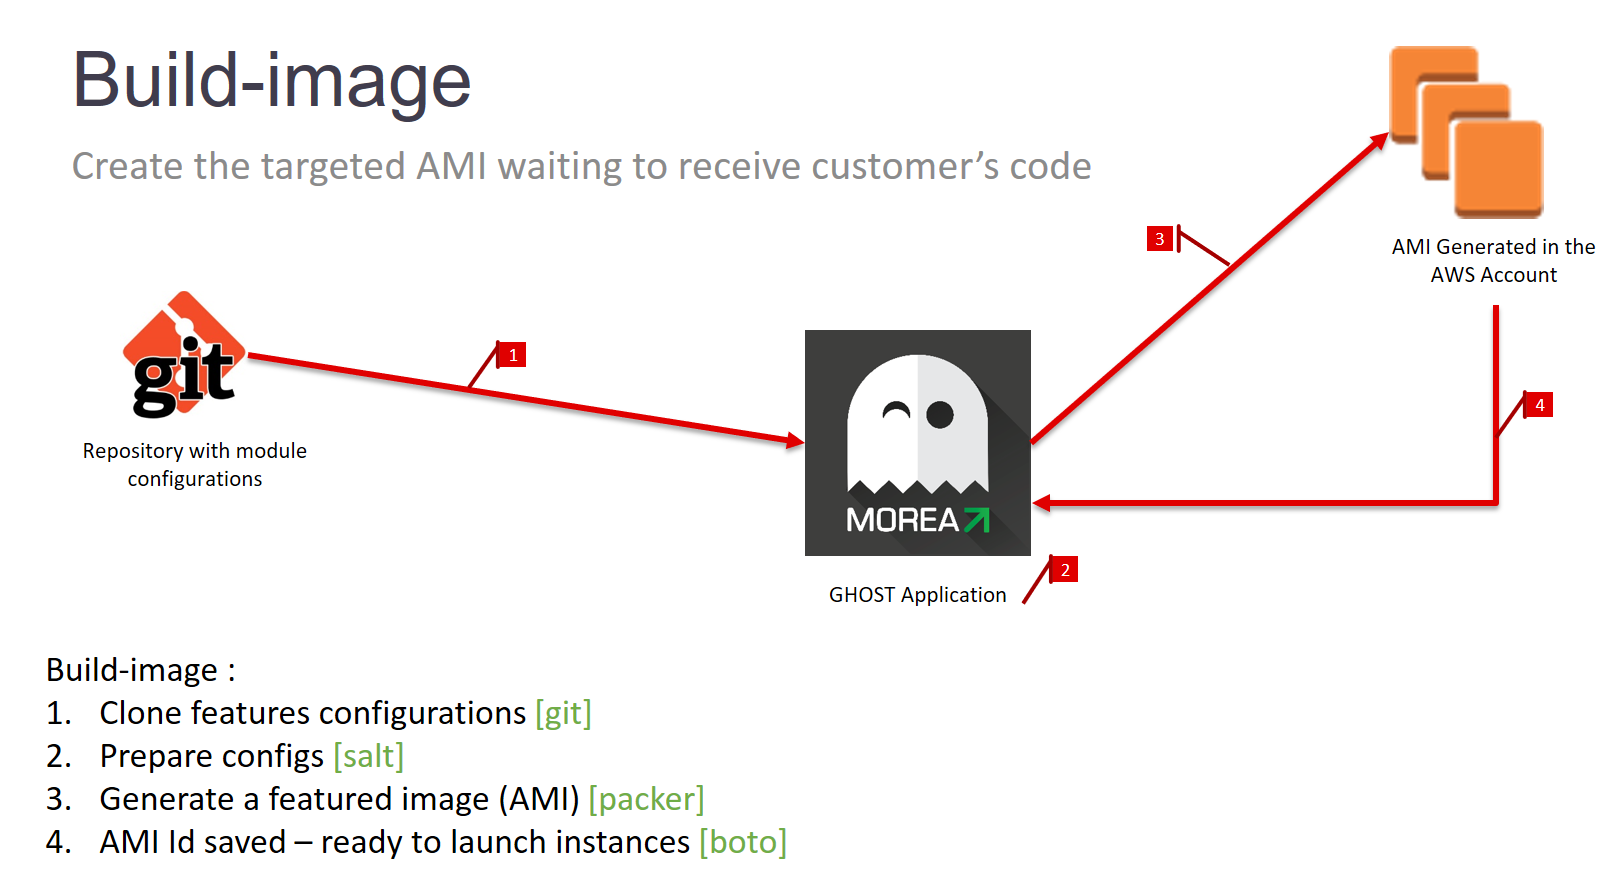 Build-image
Create the targeted AMI waiting to receive customer’s code
3
AMI Generated in the
AWS Account
git
1
Repository with module
configurations
4
MOREA
2
GHOST Application
Build-image :
1. Clone features configurations [git]
2. Prepare configs [salt]
3. Generate a featured image (AMI) [packer]
4. AMI Id saved – ready to launch instances [boto]